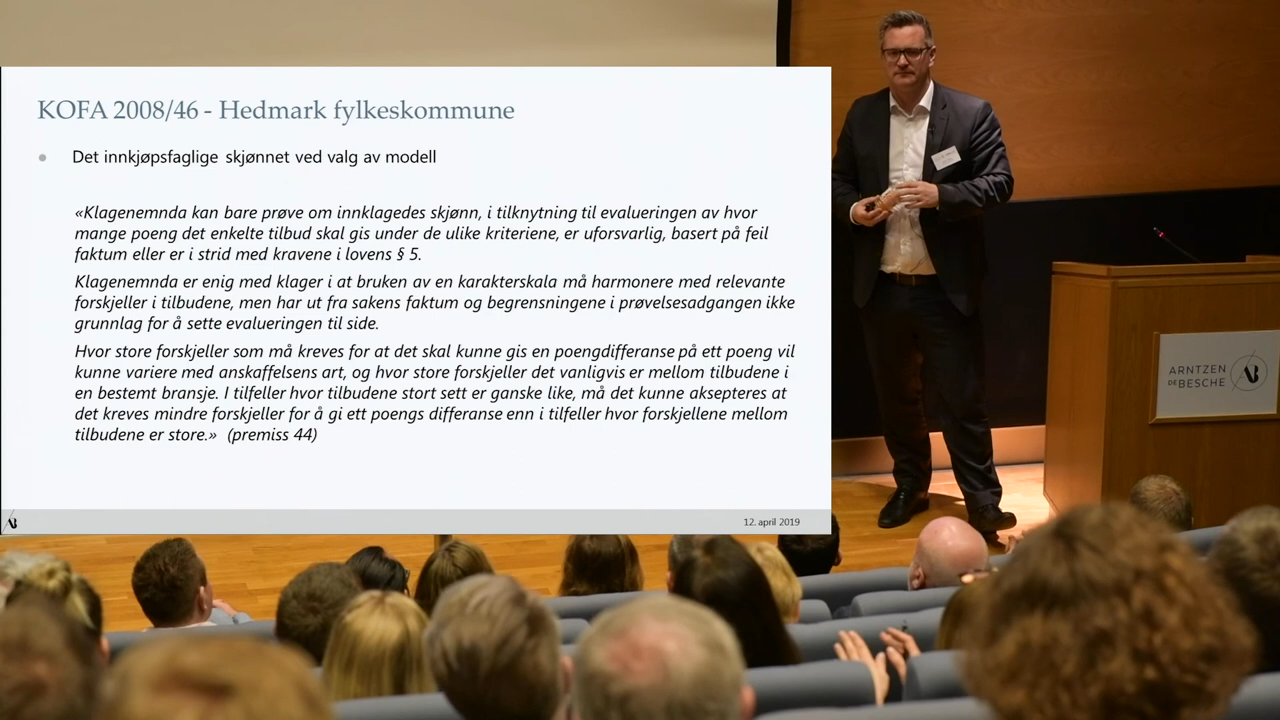 KOFA 2008/46 - Hedmark fylkeskommune
Det innkjøpsfaglige skjønnet ved valg av modell
«Klagenemnda kan bare prøve om innklagedes skjønn, i tilknytning til evalueringen av hvor
mange poeng det enkelte tilbud skal gis under de ulike kriteriene, er uforsvarlig, basert på feil
faktum eller er i strid med kravene i lovens § 5.
Klagenemnda er enig med klager i at bruken av en karakterskala må harmonere med relevante
forskjeller i tilbudene, men har ut fra sakens faktum og begrensningene i prøvelsesadgangen ikke
grunnlag for å sette evalueringen til side.
Hvor store forskjeller som må kreves for at det skal kunne gis en poengdifferanse på ett poeng vil
kunne variere med anskaffelsens art, og hvor store forskjeller det vanligvis er mellom tilbudene i
en bestemt bransje. I tilfeller hvor tilbudene stort sett er ganske like, må det kunne aksepteres at
det kreves mindre forskjeller for å gi ett poengs differanse enn i tilfeller hvor forskjellene mellom
tilbudene er store.» (premiss 44)
12. april 2019
ARNTZEN
DE BESCHE